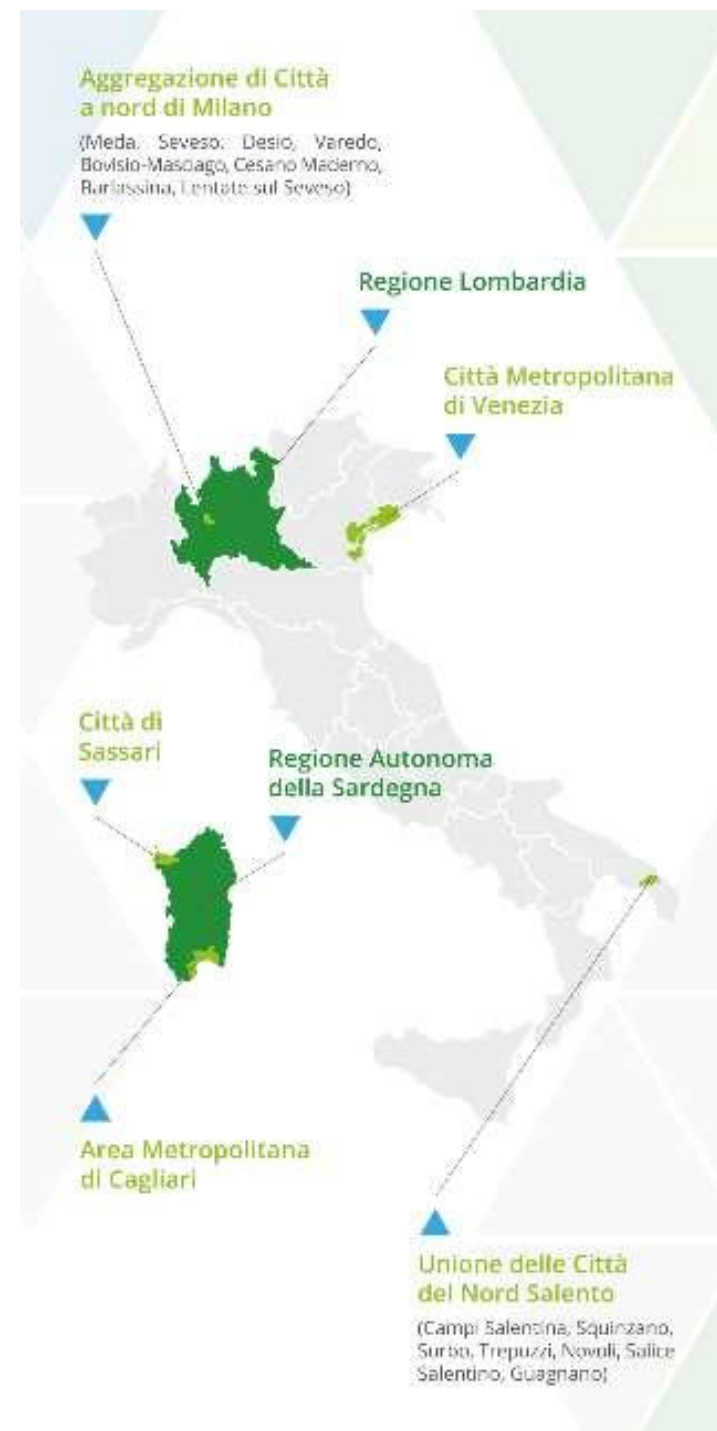 Aggregazione di Città
a nord di Milano
(Meda, Seveso, Desio, Varedo,
Bovisio-Masciago, Cesano Maderno,
Barlassina, Lentate sul Seveso)
Regione Lombardia
Città Metropolitana
di Venezia
Città di
Sassari
Regione Autonoma
della Sardegna
Area Metropolitana
di Cagliari
Unione delle Città
del Nord Salento
(Campi Salentina, Squinzano,
Surbo, Trepuzzi, Novoli, Salice
Salentino, Guagnano)